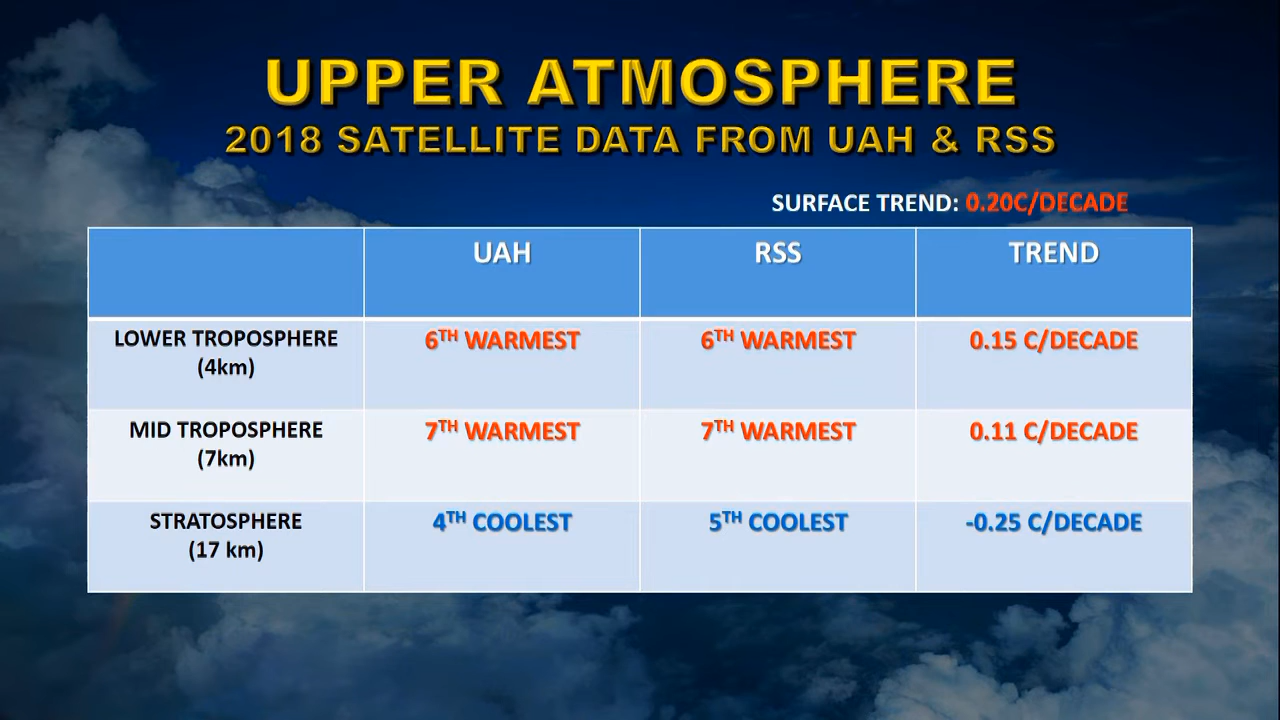 UPPER ATMOSPHERE
2018 SATELLITE DATA FROM UAH & RSS
SURFACE TREND: 0.20C/DECADE
UAH RSS TREND
LOWER TROPOSPHERE 6TH WARMEST 6TH WARMEST 0.15 C/DECADE
(4km)
MID TROPOSPHERE 7TH WARMEST 7TH WARMEST 0.11 C/DECADE
(7km)
STRATOSPHERE 4TH COOLEST 5TH COOLEST -0.25 C/DECADE
(17 km)